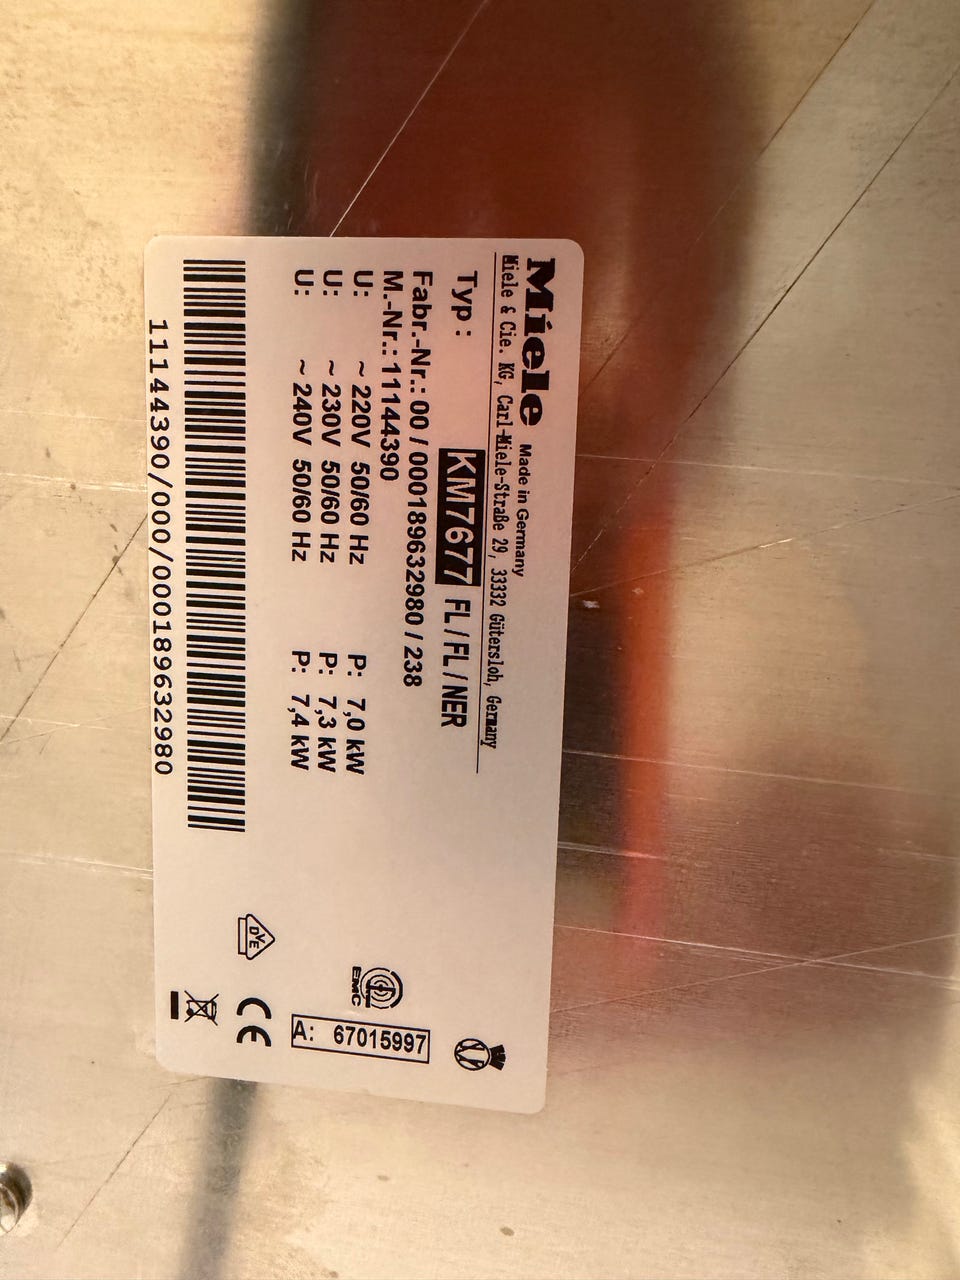 Miele Made in Germany
Miele & Cie. KG, Carl-Miele-Straße 29, 33332 Gütersloh, Germany
Typ : KM7677 FL / FL / NER
Fabr.-Nr.: 00 / 000189632980 / 238
M.-Nr.: 11144390
U: ~ 220V 50/60 Hz P: 7,0 kW
U: ~ 230V 50/60 Hz P: 7,3 kW
U: ~ 240V 50/60 Hz P: 7,4 kW
11144390/000/000189632980
EMC
A: 67015997
DVE
CE